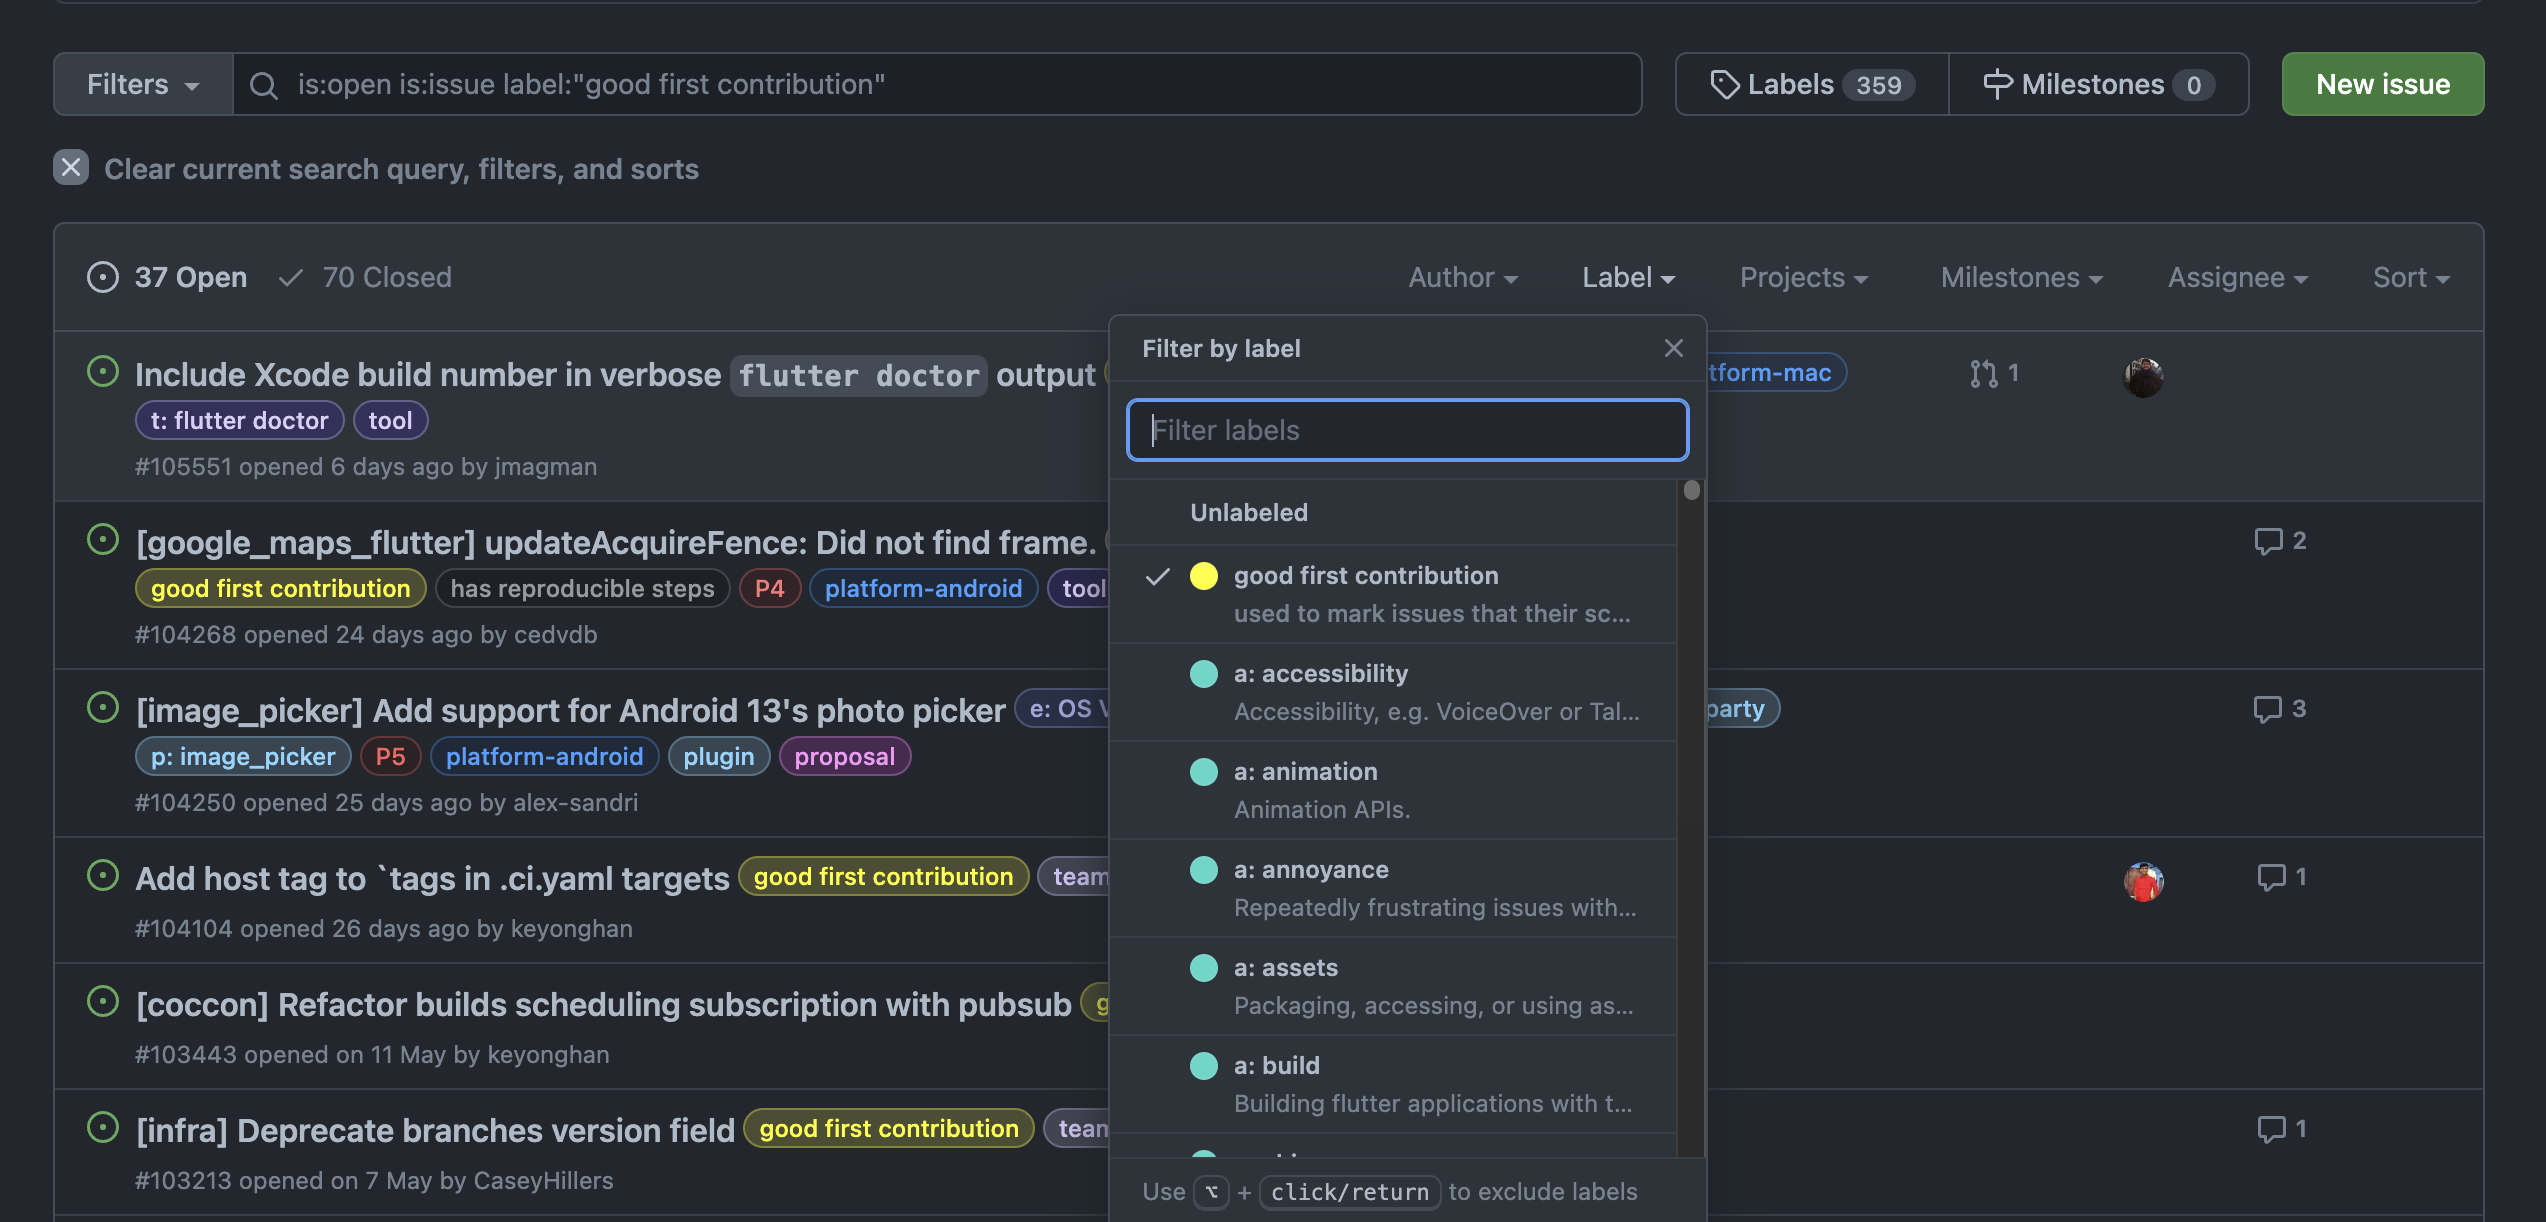 Filters
is:open is:issue label:"good first contribution"
Labels 359
Milestones 0
New issue
Clear current search query, filters, and sorts
37 Open
70 Closed
Author
Label
Projects
Milestones
Assignee
Sort
Include Xcode build number in verbose flutter doctor output
tform-mac
1
t: flutter doctor
tool
#105551 opened 6 days ago by jmagman
[google_maps_flutter] updateAcquireFence: Did not find frame.
2
good first contribution
has reproducible steps
P4
platform-android
tool
#104268 opened 24 days ago by cedvdb
[image_picker] Add support for Android 13's photo picker
e: OS
party
3
p: image_picker
P5
platform-android
plugin
proposal
#104250 opened 25 days ago by alex-sandri
Add host tag to `tags in .ci.yaml targets
good first contribution
team
1
#104104 opened 26 days ago by keyonghan
[coccon] Refactor builds scheduling subscription with pubsub
g
#103443 opened on 11 May by keyonghan
[infra] Deprecate branches version field
good first contribution
team
1
#103213 opened on 7 May by CaseyHillers
Filter by label
Filter labels
Unlabeled
good first contribution
used to mark issues that their sc...
a: accessibility
Accessibility, e.g. VoiceOver or Tal...
a: animation
Animation APIs.
a: annoyance
Repeatedly frustrating issues with...
a: assets
Packaging, accessing, or using as...
a: build
Building flutter applications with t...
Use ⌥ + click/return to exclude labels